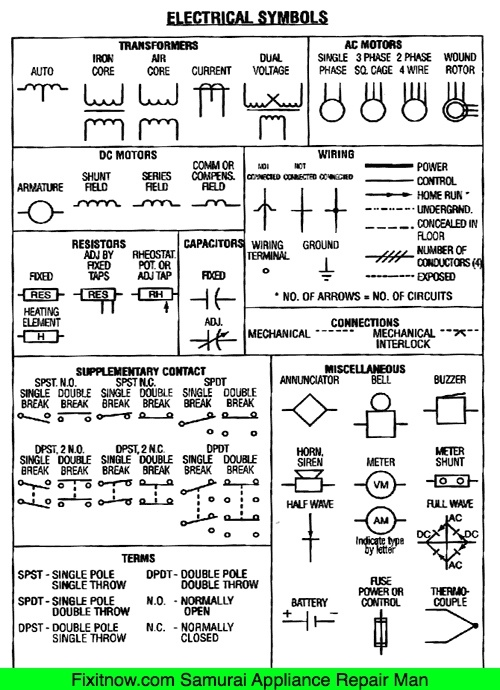 ELECTRICAL SYMBOLS
TRANSFORMERS
AUTO
IRON CORE
AIR CORE
CURRENT
DUAL VOLTAGE
AC MOTORS
SINGLE PHASE
3 PHASE SQ. CAGE
2 PHASE 4 WIRE
WOUND ROTOR
DC MOTORS
ARMATURE
SHUNT FIELD
SERIES FIELD
COMM OR COMPENS. FIELD
WIRING
CONNECTED
NOT CONNECTED
CONNECTED
WIRING TERMINAL
GROUND
POWER
CONTROL
HOME RUN *
UNDERGRND.
CONCEALED IN FLOOR
NUMBER OF CONDUCTORS (4)
EXPOSED
* NO. OF ARROWS = NO. OF CIRCUITS
RESISTORS
FIXED
RES
ADJ BY FIXED TAPS
RES
RHEOSTAT. POT. OR ADJ TAP
RH
HEATING ELEMENT
H
CAPACITORS
FIXED
ADJ.
CONNECTIONS
MECHANICAL
MECHANICAL INTERLOCK
SUPPLEMENTARY CONTACT
SPST. N.O.
SINGLE BREAK
DOUBLE BREAK
SPST N.C.
SINGLE BREAK
DOUBLE BREAK
SPDT
SINGLE BREAK
DOUBLE BREAK
DPST, 2 N.O.
SINGLE BREAK
DOUBLE BREAK
DPST, 2 N.C.
SINGLE BREAK
DOUBLE BREAK
DPDT
SINGLE BREAK
DOUBLE BREAK
TERMS
SPST - SINGLE POLE
SINGLE THROW
SPDT - SINGLE POLE
DOUBLE THROW
DPST - DOUBLE POLE
SINGLE THROW
DPDT - DOUBLE POLE
DOUBLE THROW
N.O. - NORMALLY
OPEN
N.C. - NORMALLY
CLOSED
MISCELLANEOUS
ANNUNCIATOR
BELL
BUZZER
HORN, SIREN
METER
VM
AM
Indicate type
by letter
METER SHUNT
HALF WAVE
FULL WAVE
AC
DC
DC
AC
BATTERY
+
-
FUSE
POWER OR
CONTROL
THERMO-
COUPLE
Fixitnow.com Samurai Appliance Repair Man